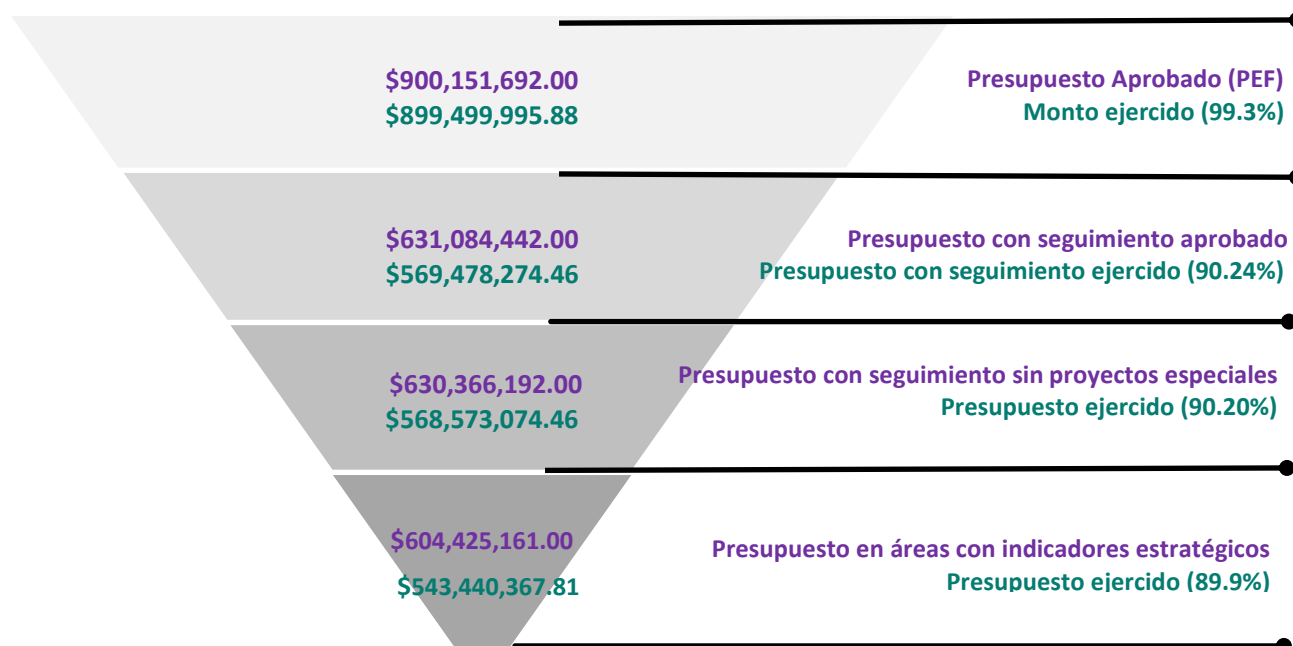 $900,151,692.00
$899,499,995.88
Presupuesto Aprobado (PEF)
Monto ejercido (99.3%)
$631,084,442.00
$569,478,274.46
Presupuesto con seguimiento aprobado
Presupuesto con seguimiento ejercido (90.24%)
$630,366,192.00
$568,573,074.46
Presupuesto con seguimiento sin proyectos especiales
Presupuesto ejercido (90.20%)
$604,425,161.00
$543,440,367.81
Presupuesto en áreas con indicadores estratégicos
Presupuesto ejercido (89.9%)